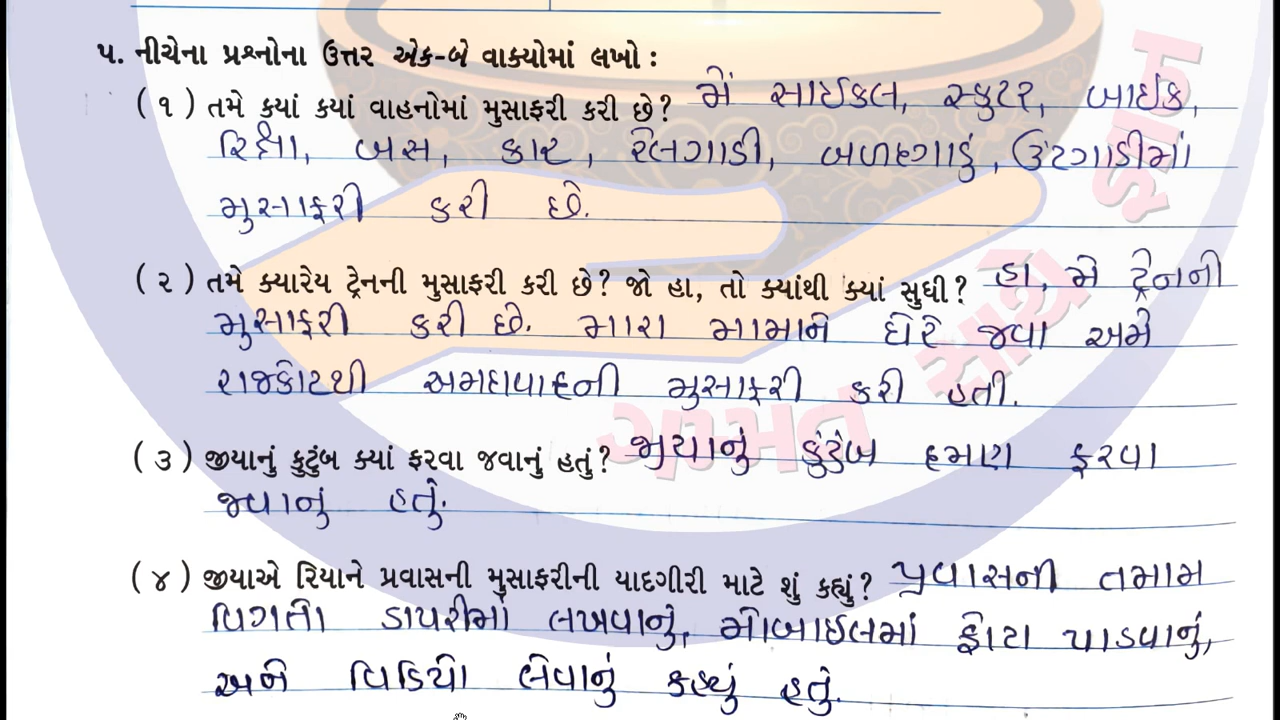 ૫. નીચેના પ્રશ્નોના ઉત્તર એક-બે વાક્યોમાં લખો :
(૧) તમે ક્યાં ક્યાં વાહનોમાં મુસાફરી કરી છે? મેં સાઈકલ, સ્કુટર, બાઈક,
રિક્ષા, બસ, કાર, રેલગાડી, બળદગાડું, ઉંટગાડીમાં
મુસાફરી કરી છે.
(૨) તમે ક્યારેય ટ્રેનની મુસાફરી કરી છે? જો હા, તો ક્યાંથી ક્યાં સુધી? હા, મે ટ્રેનની
મુસાફરી કરી છે. મારા મામાને ઘેર જવા અમે
રાજકોટથી અમદાવાદની મુસાફરી કરી હતી.
(૩) જીયાનું કુટુંબ ક્યાં ફરવા જવાનું હતું? જીયાનું કુટુંબ દમણ ફરવા
જવાનું હતું.
(૪) જીયાએ રિયાને પ્રવાસની મુસાફરીની યાદગીરી માટે શું કહ્યું? પ્રવાસની તમામ
વિગતો ડાયરીમાં લખવાનું, મોબાઈલમાં ફોટા પાડવાનું,
અને વિડિયો લેવાનું કહ્યું હતું.
ગમ્મત સાથે જ્ઞાન